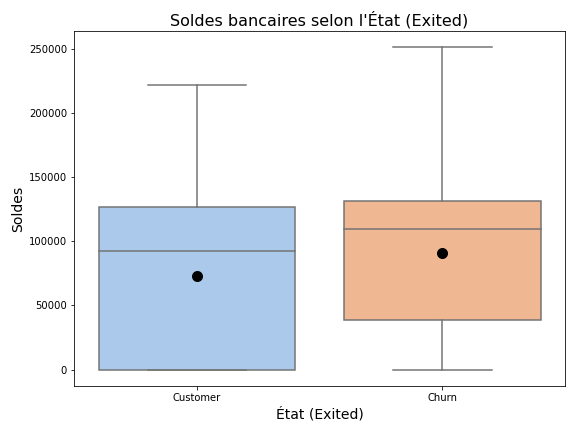 Soldes bancaires selon l'État (Exited)
Soldes
250000
200000
150000
100000
50000
0
Customer
Churn
État (Exited)